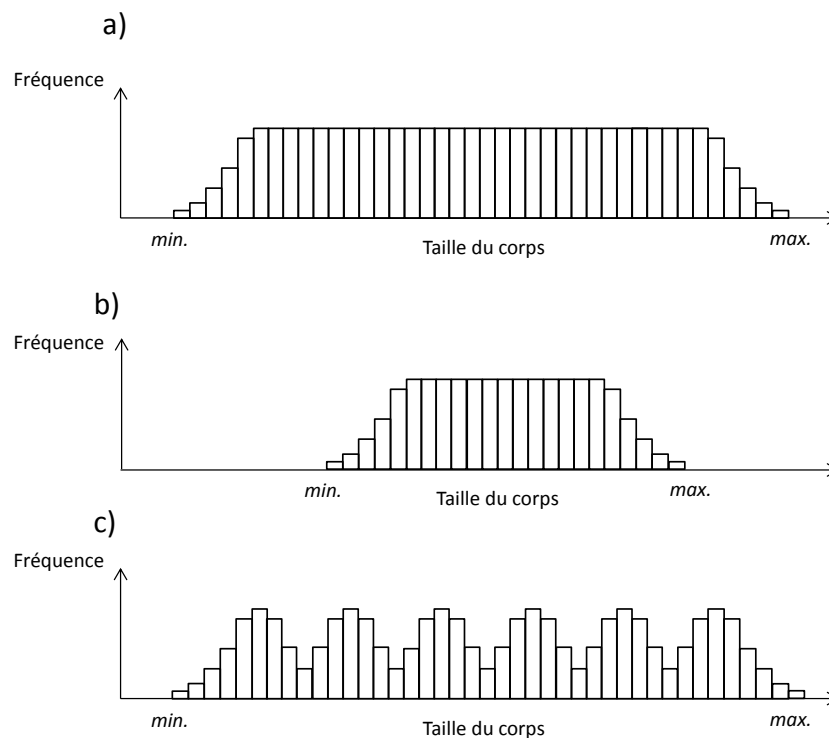 a)
Fréquence
min.
Taille du corps
max.
b)
Fréquence
min.
Taille du corps
max.
c)
Fréquence
min.
Taille du corps
max.